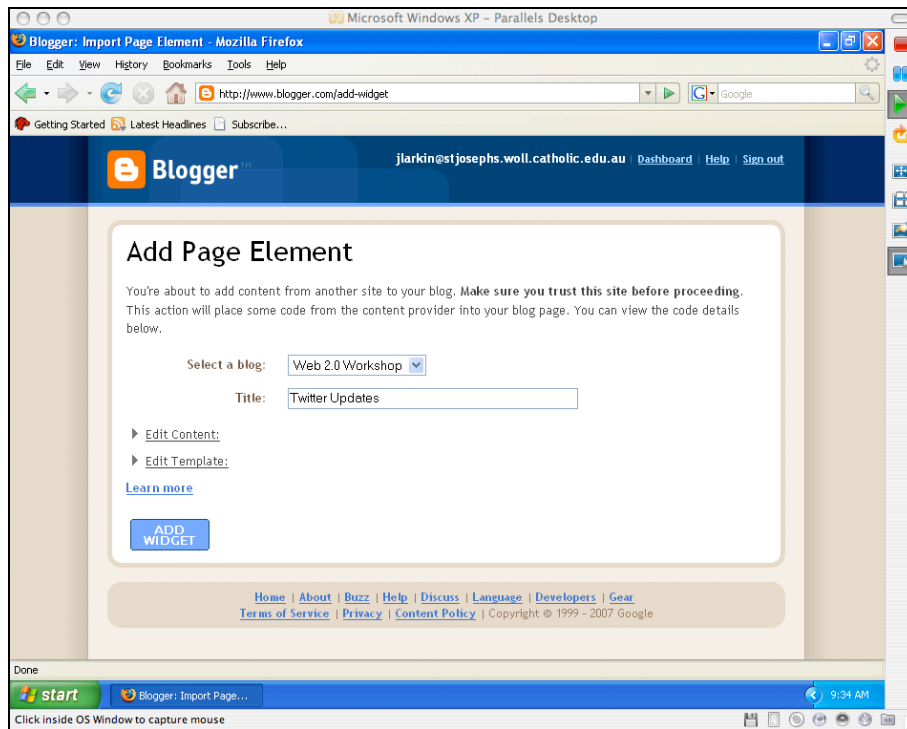 Microsoft Windows XP – Parallels Desktop
Blogger: Import Page Element - Mozilla Firefox
File Edit View History Bookmarks Tools Help
http://www.blogger.com/add-widget
G Google
Getting Started Latest Headlines Subscribe...
Blogger™
jlarkin@stjosephs.woll.catholic.edu.au | Dashboard | Help | Sign out
Add Page Element
You're about to add content from another site to your blog. Make sure you trust this site before proceeding.
This action will place some code from the content provider into your blog page. You can view the code details
below.
Select a blog: Web 2.0 Workshop
Title: Twitter Updates
Edit Content:
Edit Template:
Learn more
ADD
WIDGET
Home | About | Buzz | Help | Discuss | Language | Developers | Gear
Terms of Service | Privacy | Content Policy | Copyright © 1999 - 2007 Google
Done
start Blogger: Import Page... 9:34 AM
Click inside OS Window to capture mouse